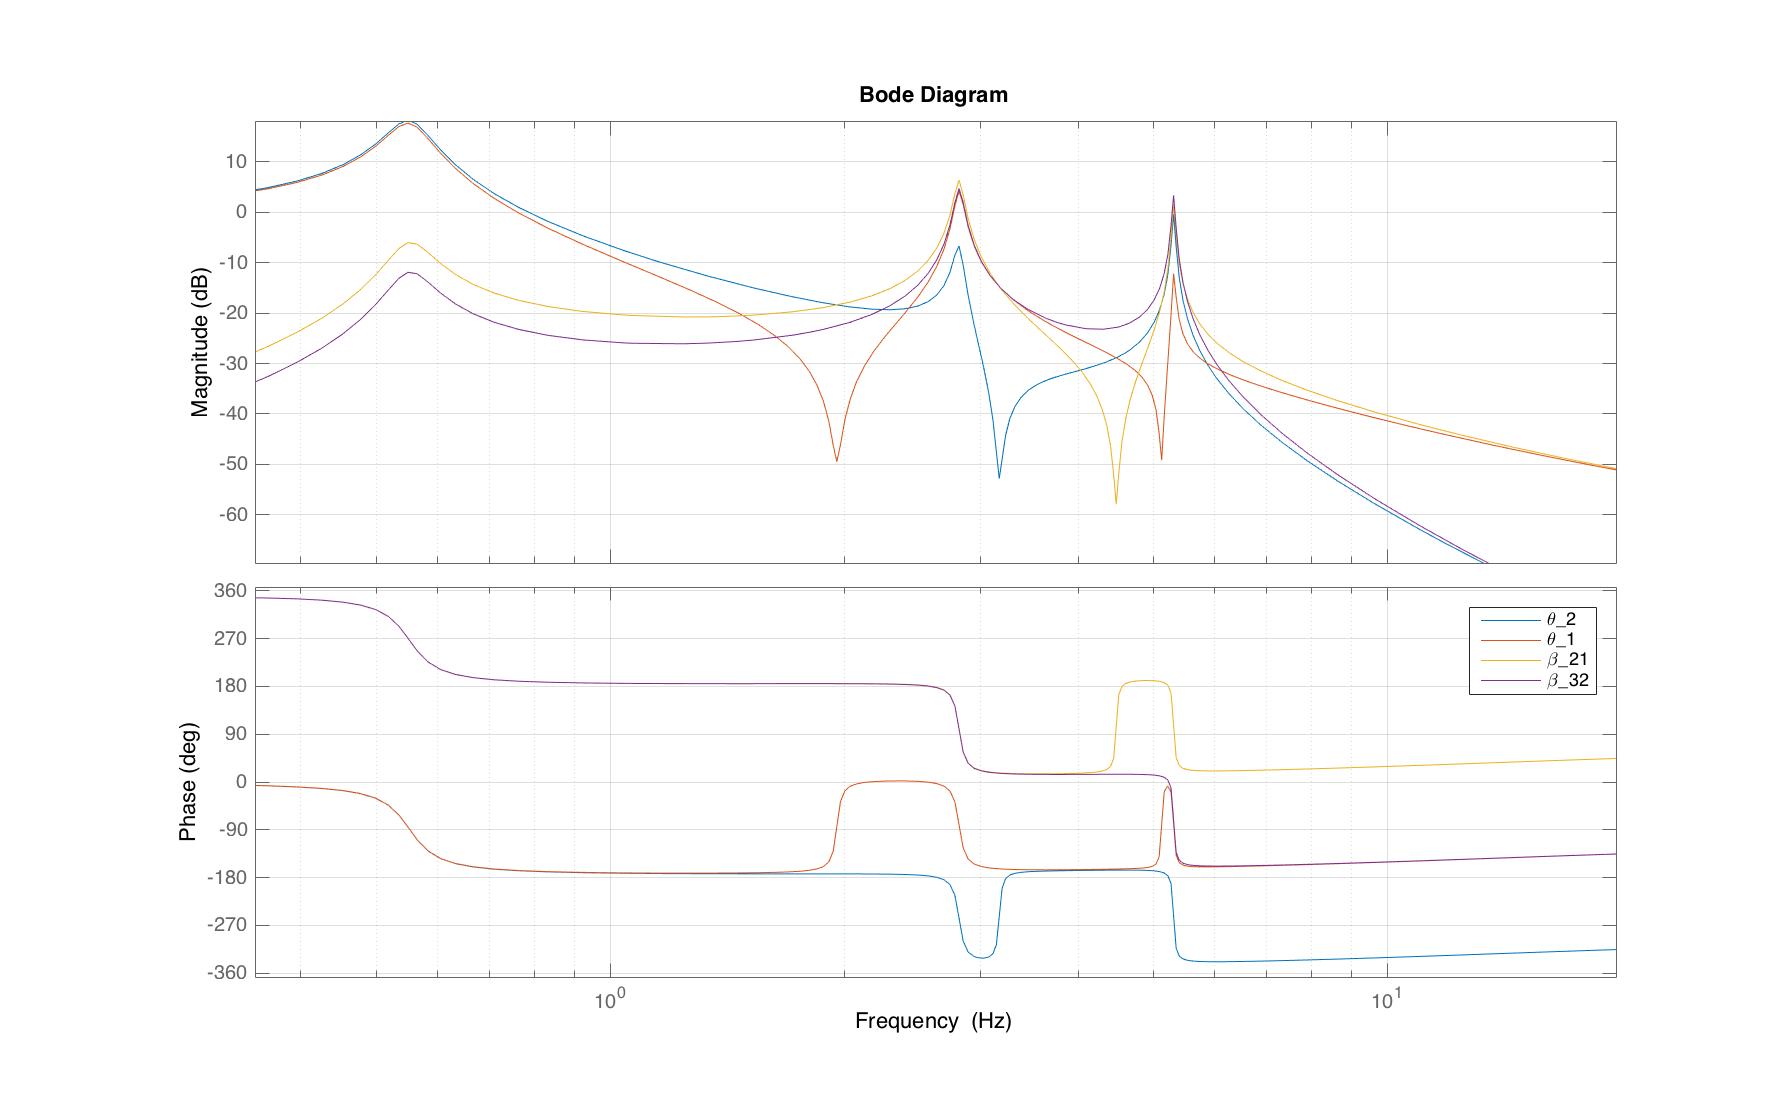 Bode Diagram
Magnitude (dB)
10
0
-10
-20
-30
-40
-50
-60
Phase (deg)
360
270
180
90
0
-90
-180
-270
-360
θ_2
θ_1
β_21
β_32
10^0
10^1
Frequency (Hz)